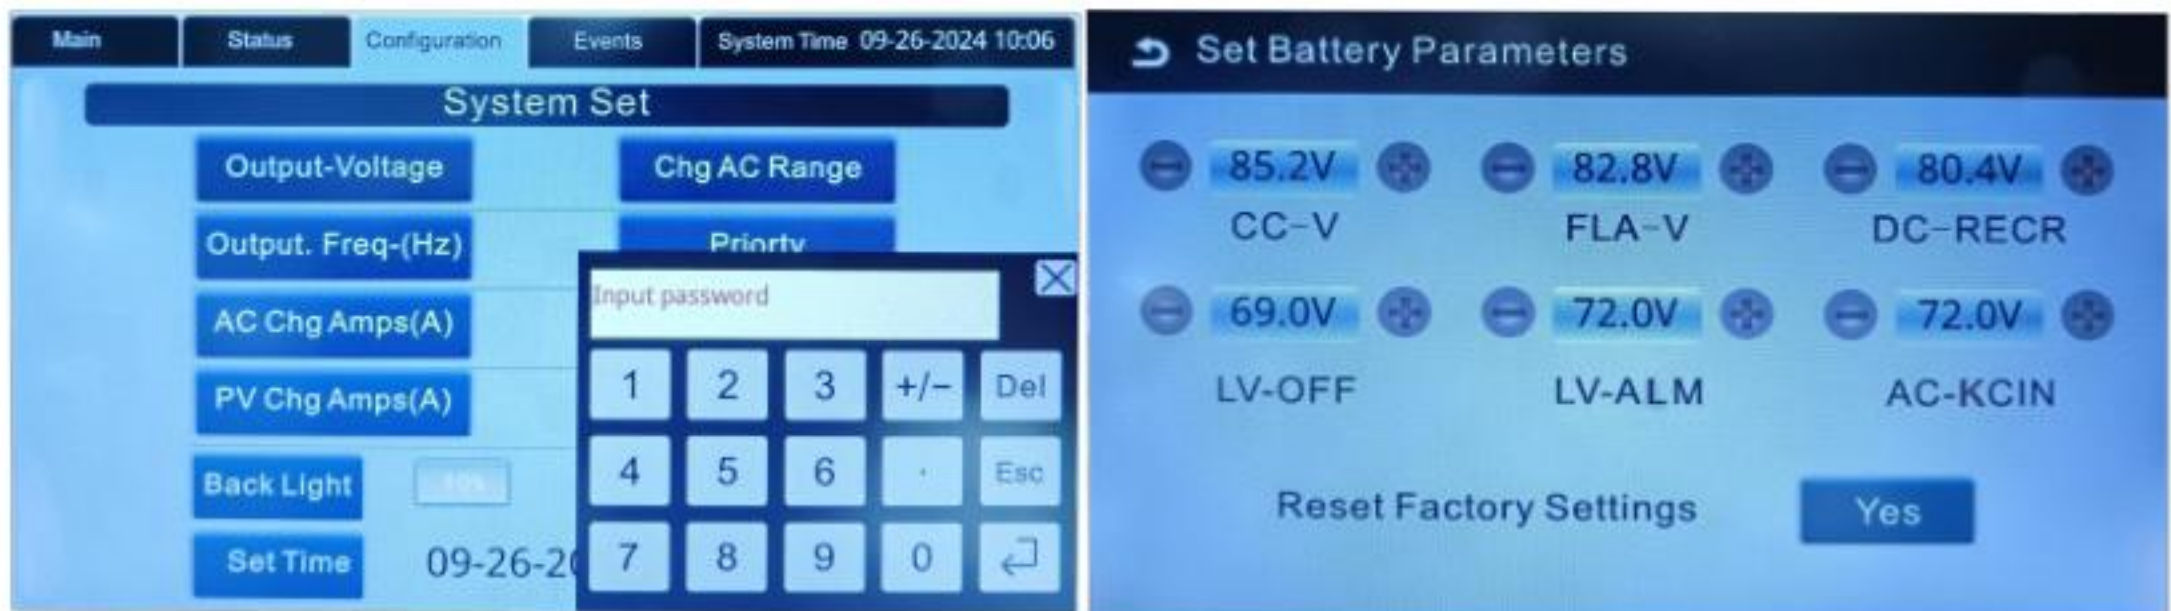 Main Status Configuration Events System Time 09-26-2024 10:06
System Set
Output-Voltage Chg AC Range
Output. Freq-(Hz) Priorty
AC Chg Amps(A)
PV Chg Amps(A)
Back Light
Set Time 09-26-20
Input password
1 2 3 +/− Del
4 5 6 . Esc
7 8 9 0
Set Battery Parameters
85.2V 82.8V 80.4V
CC-V FLA-V DC-RECR
69.0V 72.0V 72.0V
LV-OFF LV-ALM AC-KCIN
Reset Factory Settings Yes